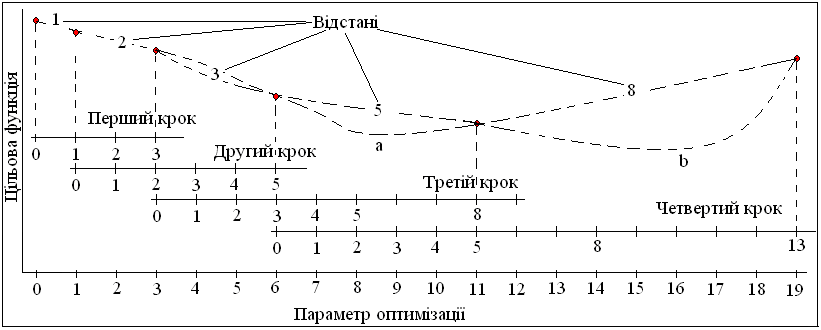 Відстані
1
2
3
5
8
a
b
Цільова функція
Перший крок
0 1 2 3
Другий крок
0 1 2 3 4 5
Третій крок
0 1 2 3 4 5 8
Четвертий крок
0 1 2 3 4 5 8 13
0 1 2 3 4 5 6 7 8 9 10 11 12 13 14 15 16 17 18 19
Параметр оптимізації